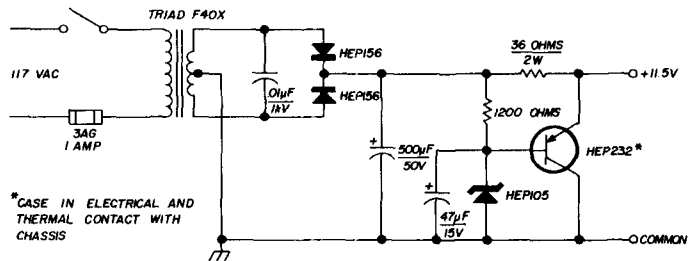 TRIAD F40X
117 VAC
3AG
1 AMP
.01µF
1kV
HEP156
HEP156
36 OHMS
2W
+11.5V
1200 OHMS
HEP232*
500µF
50V
+
+
47µF
15V
HEP105
COMMON
*CASE IN ELECTRICAL AND
THERMAL CONTACT WITH
CHASSIS